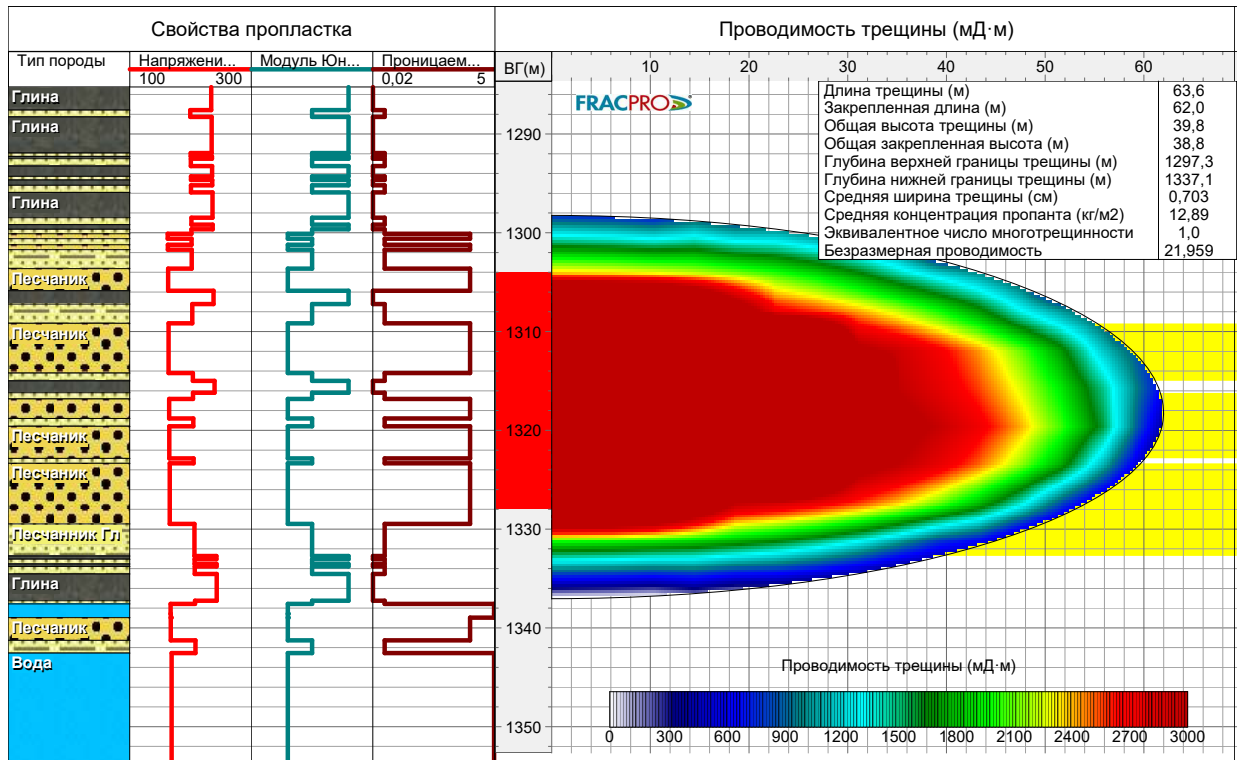 Свойства пропластка
Проводимость трещины (мД·м)
Тип породы
Напряжени...
100 300
Модуль Юн...
Проницаем...
0,02 5
ВГ(м)
10 20 30 40 50 60
Глина
Глина
Глина
Песчаник
Песчаник
Песчаник
Песчаник
Песчанник Гл
Глина
Песчаник
Вода
1290
1300
1310
1320
1330
1340
1350
FRACPRO
Длина трещины (м) 63,6
Закрепленная длина (м) 62,0
Общая высота трещины (м) 39,8
Общая закрепленная высота (м) 38,8
Глубина верхней границы трещины (м) 1297,3
Глубина нижней границы трещины (м) 1337,1
Средняя ширина трещины (см) 0,703
Средняя концентрация пропанта (кг/м2) 12,89
Эквивалентное число многотрещинности 1,0
Безразмерная проводимость 21,959
Проводимость трещины (мД·м)
0 300 600 900 1200 1500 1800 2100 2400 2700 3000